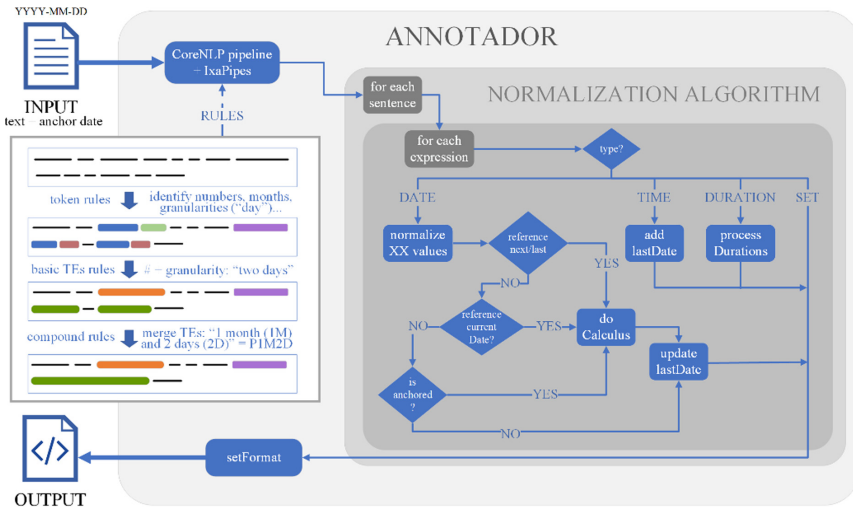 YYYY-MM-DD
ANNOTADOR
CoreNLP pipeline
– IxaPipes
INPUT
text – anchor date
RULES
for each
sentence
NORMALIZATION ALGORITHM
for each
expression
type?
token rules
identify numbers, months,
granularities (“day”)...
DATE
TIME
DURATION
SET
normalize
XX values
reference
next/last
add
lastDate
process
Durations
YES
basic TEs rules
# – granularity: “two days”
NO
reference
current
Date?
NO
YES
do
Calculus
compound rules
merge TEs: “1 month (1M)
and 2 days (2D)” = P1M2D
update
lastDate
is
anchored
?
YES
NO
setFormat
</> 
OUTPUT